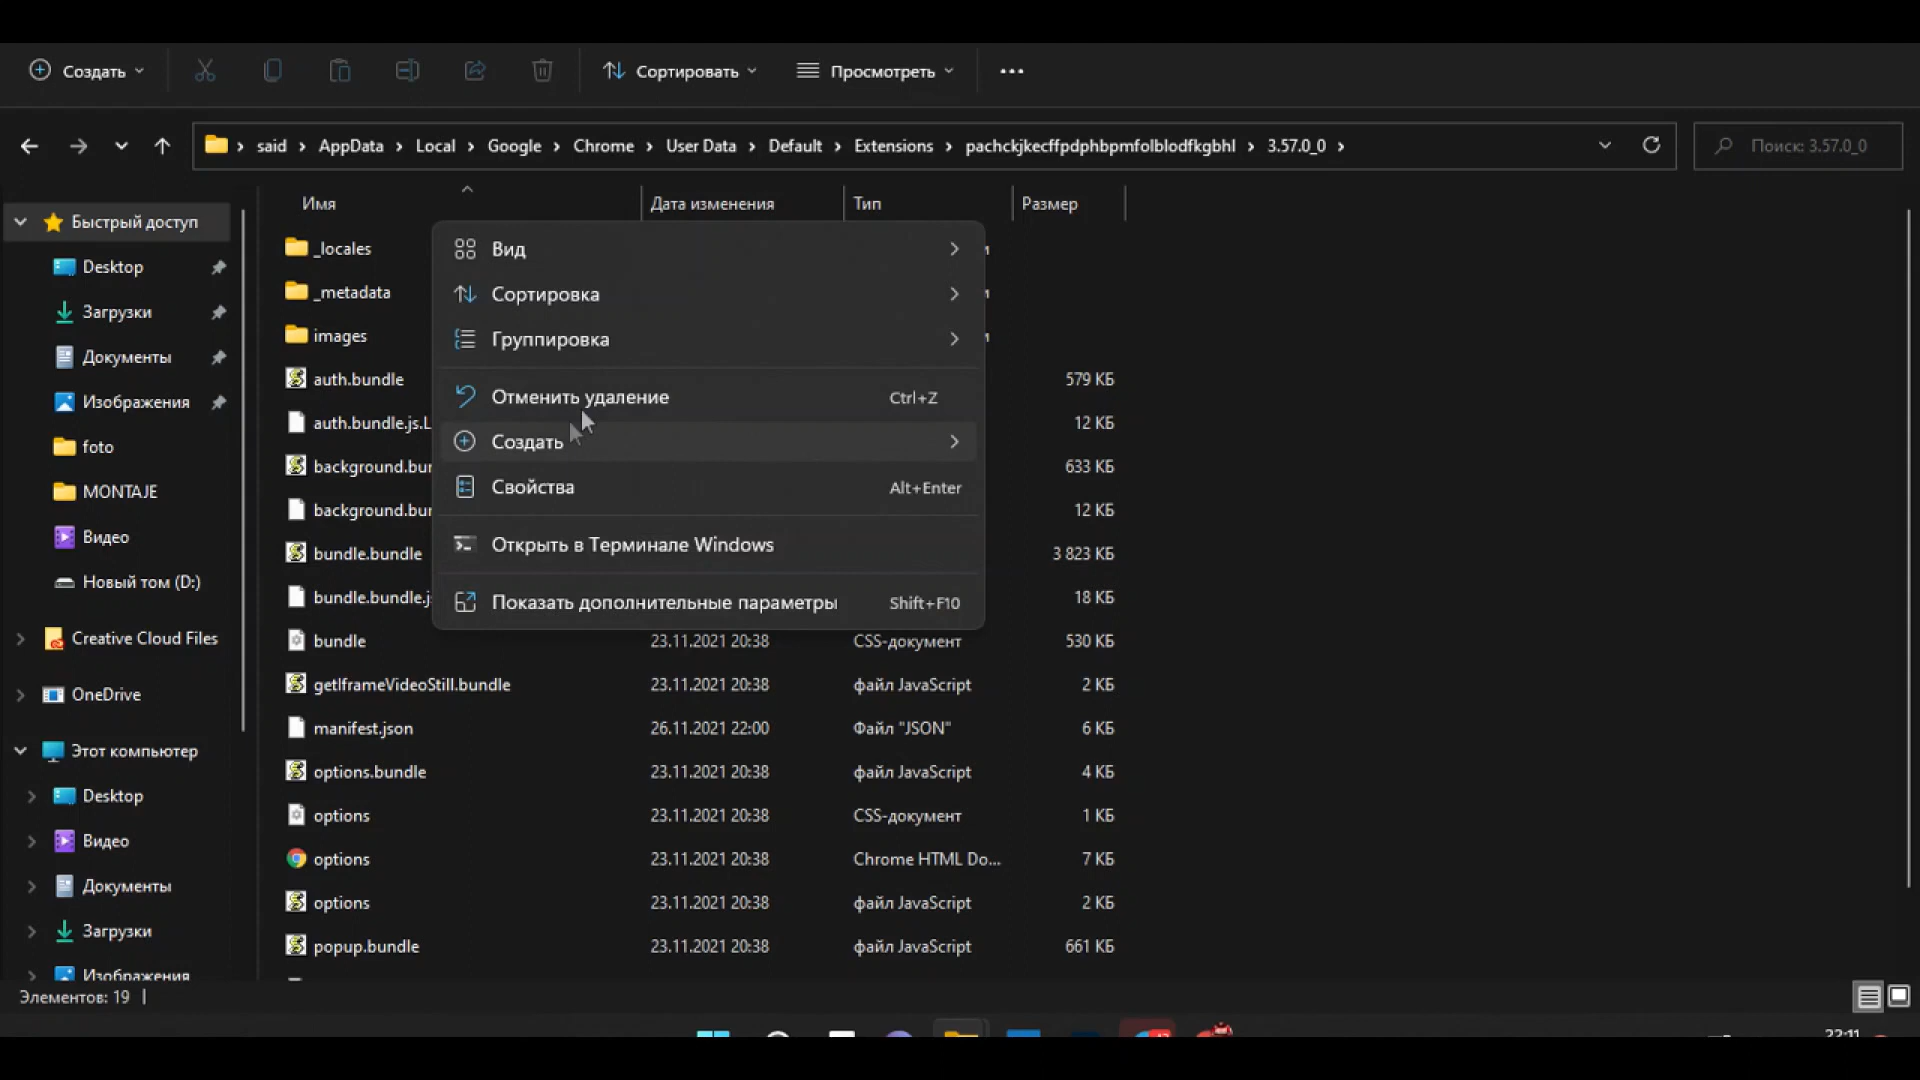 Создать
Сортировать
Просмотреть
said
AppData
Local
Google
Chrome
User Data
Default
Extensions
pachckjkecffpdphbpmfolblodfkgbhl
3.57.0_0
Поиск: 3.57.0_0
Имя
Дата изменения
Тип
Размер
Быстрый доступ
Desktop
Загрузки
Документы
Изображения
foto
MONTAJE
Видео
Новый том (D:)
Creative Cloud Files
OneDrive
Этот компьютер
Desktop
Видео
Документы
Загрузки
Изображения
_locales
_metadata
images
auth.bundle 579 КБ
auth.bundle.js.L 12 КБ
background.bur 633 КБ
background.bur 12 КБ
bundle.bundle 3 823 КБ
bundle.bundle.j 18 КБ
bundle 23.11.2021 20:38 CSS-документ 530 КБ
getIframeVideoStill.bundle 23.11.2021 20:38 файл JavaScript 2 КБ
manifest.json 26.11.2021 22:00 Файл "JSON" 6 КБ
options.bundle 23.11.2021 20:38 файл JavaScript 4 КБ
options 23.11.2021 20:38 CSS-документ 1 КБ
options 23.11.2021 20:38 Chrome HTML Do... 7 КБ
options 23.11.2021 20:38 файл JavaScript 2 КБ
popup.bundle 23.11.2021 20:38 файл JavaScript 661 КБ
Вид
Сортировка
Группировка
Отменить удаление Ctrl+Z
Создать
Свойства Alt+Enter
Открыть в Терминале Windows
Показать дополнительные параметры Shift+F10
Элементов: 19
22:11